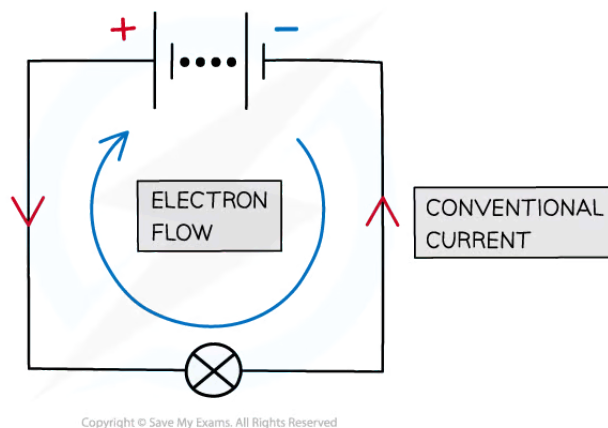 + −
ELECTRON
FLOW
CONVENTIONAL
CURRENT
Copyright © Save My Exams. All Rights Reserved